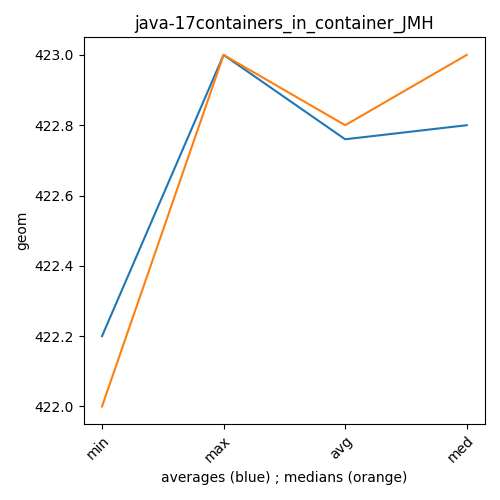 java-17containers_in_container_JMH
423.0
422.8
422.6
422.4
422.2
422.0
geom
min
max
avg
med
averages (blue) ; medians (orange)